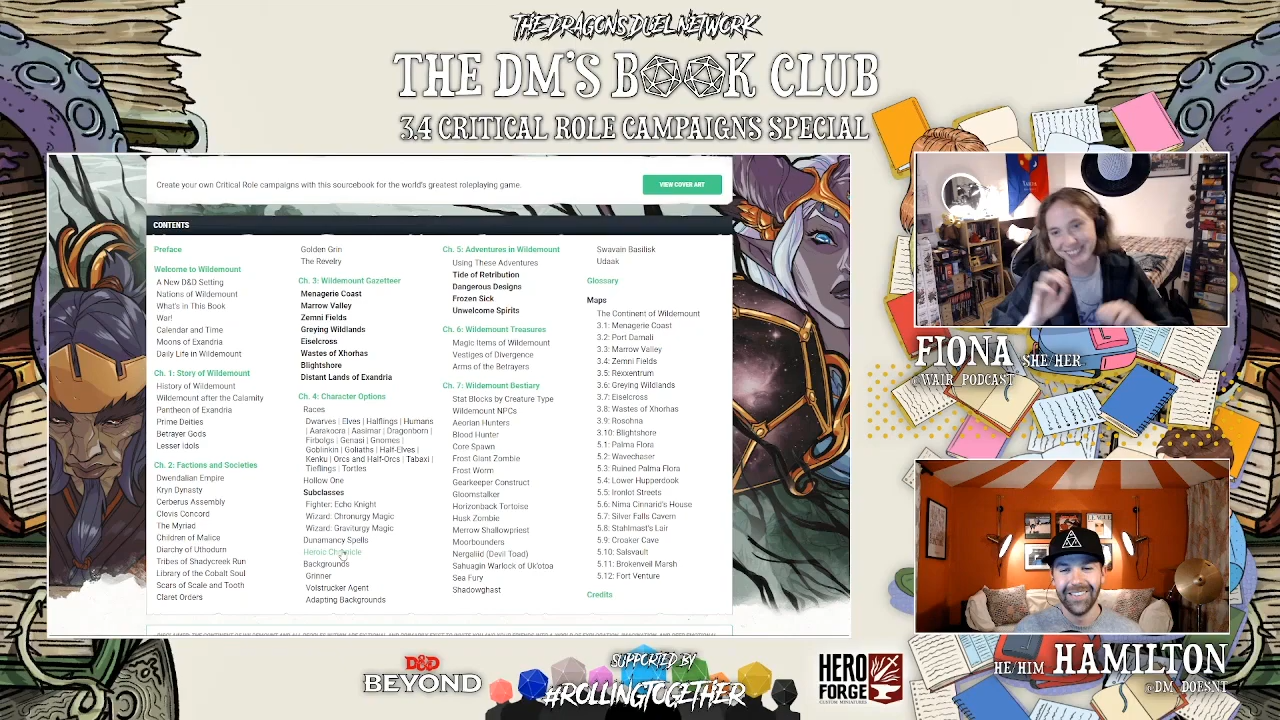 THE DRAGONS DUEL NETWORK
THE DM'S BOOK CLUB
3.4 CRITICAL ROLE CAMPAIGNS SPECIAL
Create your own Critical Role campaigns with this sourcebook for the world's greatest roleplaying game.
VIEW COVER ART
CONTENTS
Preface
Welcome to Wildemount
A New D&D Setting
Nations of Wildemount
What's in This Book
War!
Calendar and Time
Moons of Exandria
Daily Life in Wildemount
Ch. 1: Story of Wildemount
History of Wildemount
Wildemount after the Calamity
Pantheon of Exandria
Prime Deities
Betrayer Gods
Lesser Idols
Ch. 2: Factions and Societies
Dwendalian Empire
Kryn Dynasty
Cerberus Assembly
Clovis Concord
The Myriad
Children of Malice
Diarchy of Uthodurn
Tribes of Shadycreek Run
Library of the Cobalt Soul
Scars of Scale and Tooth
Claret Orders
Golden Grin
The Revelry
Ch. 3: Wildemount Gazetteer
Menagerie Coast
Marrow Valley
Zemni Fields
Greying Wildlands
Eiselcross
Wastes of Xhorhas
Blightshore
Distant Lands of Exandria
Ch. 4: Character Options
Races
Dwarves | Elves | Halflings | Humans
| Aarakocra | Aasimar | Dragonborn |
Firbolgs | Genasi | Gnomes |
Goblinkin | Goliaths | Half-Elves |
Kenku | Orcs and Half-Orcs | Tabaxi |
Tieflings | Tortles
Hollow One
Subclasses
Fighter: Echo Knight
Wizard: Chronurgy Magic
Wizard: Graviturgy Magic
Dunamancy Spells
Heroic Chronicle
Backgrounds
Grinner
Volstrucker Agent
Adapting Backgrounds
Ch. 5: Adventures in Wildemount
Using These Adventures
Tide of Retribution
Dangerous Designs
Frozen Sick
Unwelcome Spirits
Ch. 6: Wildemount Treasures
Magic Items of Wildemount
Vestiges of Divergence
Arms of the Betrayers
Ch. 7: Wildemount Bestiary
Stat Blocks by Creature Type
Wildemount NPCs
Aeorian Hunters
Blood Hunter
Core Spawn
Frost Giant Zombie
Frost Worm
Gearkeeper Construct
Gloomstalker
Horizonback Tortoise
Husk Zombie
Merrow Shallowpriest
Moorbounders
Nergaliid (Devil Toad)
Sahuagin Warlock of Uk'otoa
Sea Fury
Shadowghast
Swavain Basilisk
Udaak
Glossary
Maps
The Continent of Wildemount
3.1: Menagerie Coast
3.2: Port Damali
3.3: Marrow Valley
3.4: Zemni Fields
3.5: Rexxentrum
3.6: Greying Wildlands
3.7: Eiselcross
3.8: Wastes of Xhorhas
3.9: Rosohna
3.10: Blightshore
5.1: Palma Flora
5.2: Wavechaser
5.3: Ruined Palma Flora
5.4: Lower Hupperdook
5.5: Ironlot Streets
5.6: Nima Cinnarid's House
5.7: Silver Falls Cavern
5.8: Stahlmast's Lair
5.9: Croaker Cave
5.10: Salsvault
5.11: Brokenveil Marsh
5.12: Fort Venture
Credits
FIONA SHE/HER
@WAIR_PODCAST
HE/HIM HAMILTON
@DM_DOESNT
D&D
BEYOND
SUPPORTED BY
#ROLLINGTOGETHER
HERO
FORGE
CUSTOM MINIATURES